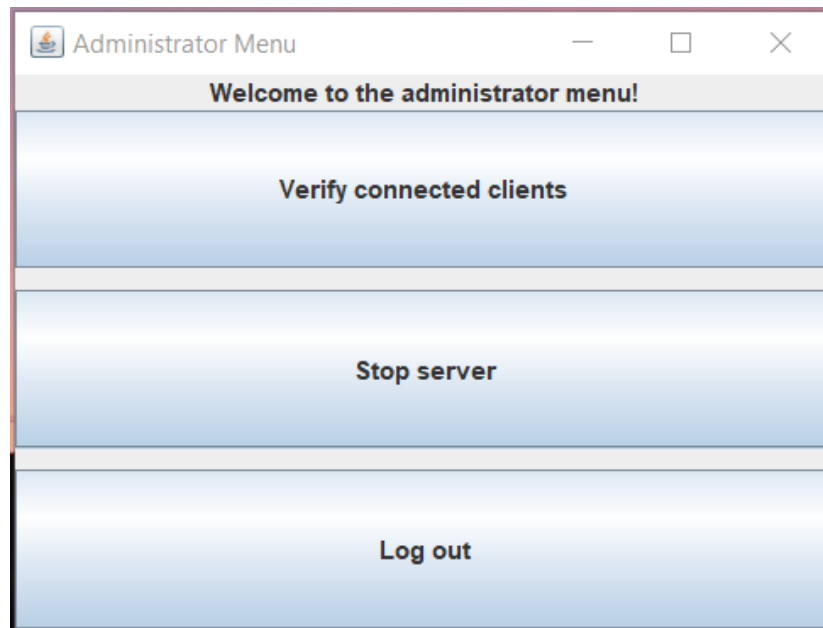 Administrator Menu
Welcome to the administrator menu!
Verify connected clients
Stop server
Log out